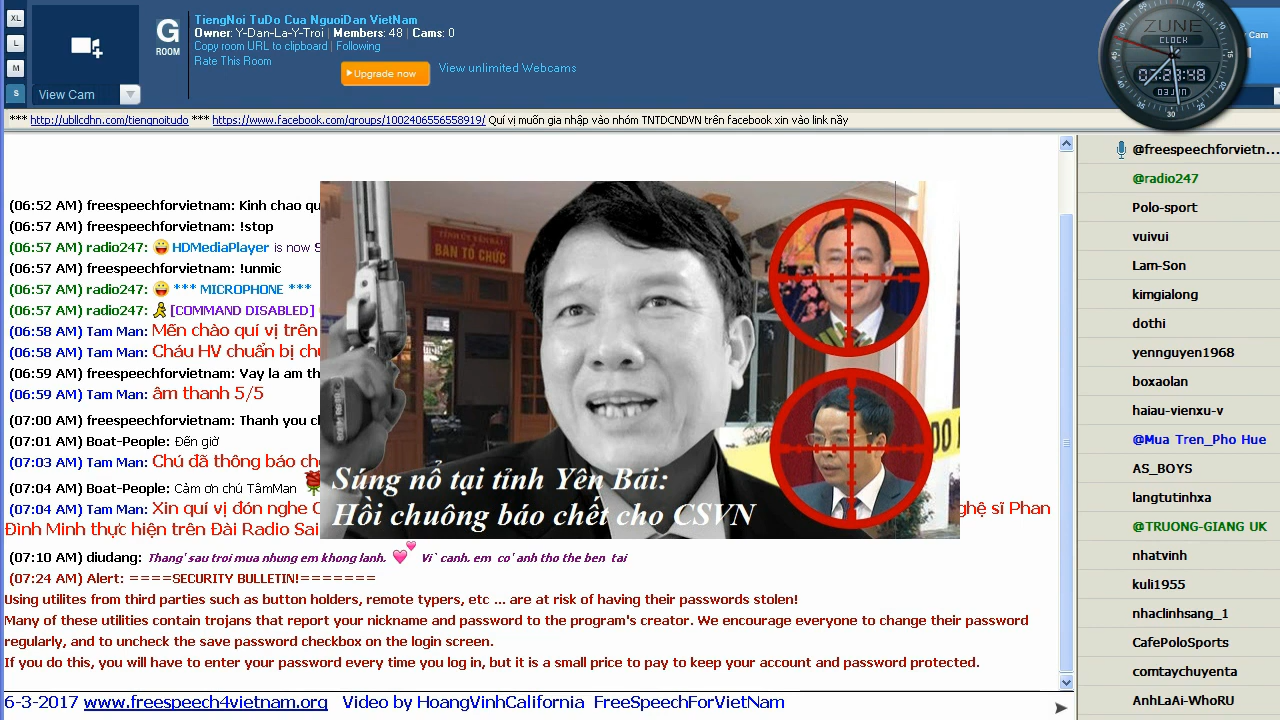 XL
L
M
S
View Cam
G
ROOM
TiengNoi TuDo Cua NguoiDan VietNam
Owner: Y-Dan-La-Y-Troi | Members: 48 | Cams: 0
Copy room URL to clipboard | Following
Rate This Room
Upgrade now
View unlimited Webcams
ZUNE
CLOCK
07:23:48
03JUN
Cam
*** http://ubllcdhn.com/tiengnoitudo *** https://www.facebook.com/groups/1002406556558919/ Quí vị muốn gia nhập vào nhóm TNTDCNDVN trên facebook xin vào link nầy
(06:52 AM) freespeechforvietnam: Kinh chao qu
(06:57 AM) freespeechforvietnam: !stop
(06:57 AM) radio247: HDMediaPlayer is now S
(06:57 AM) freespeechforvietnam: !unmic
(06:57 AM) radio247: *** MICROPHONE ***
(06:57 AM) radio247: [COMMAND DISABLED]
(06:58 AM) Tam Man: Mến chào quí vị trên
(06:58 AM) Tam Man: Cháu HV chuẩn bị ch
(06:59 AM) freespeechforvietnam: Vay la am th
(06:59 AM) Tam Man: âm thanh 5/5
(07:00 AM) freespeechforvietnam: Thank you ch
(07:01 AM) Boat-People: Đến giờ
(07:03 AM) Tam Man: Chú đã thông báo ch
(07:04 AM) Boat-People: Cảm ơn chú TâmMan
(07:04 AM) Tam Man: Xin quí vị đón nghe C nghệ sĩ Phan
Đình Minh thực hiện trên Đài Radio Sai
(07:10 AM) diudang: Thang' sau troi mua nhung em khong lanh. Vi` canh. em co' anh tho the ben tai
(07:24 AM) Alert: ====SECURITY BULLETIN!=======
Using utilites from third parties such as button holders, remote typers, etc ... are at risk of having their passwords stolen!
Many of these utilities contain trojans that report your nickname and password to the program's creator. We encourage everyone to change their password
regularly, and to uncheck the save password checkbox on the login screen.
If you do this, you will have to enter your password every time you log in, but it is a small price to pay to keep your account and password protected.
TỈNH ỦY YÊN BÁI
BAN TỔ CHỨC
Súng nổ tại tỉnh Yên Bái:
Hồi chuông báo chết cho CSVN
@freespeechforvietn...
@radio247
Polo-sport
vuivui
Lam-Son
kimgialong
dothi
yennguyen1968
boxaolan
haiau-vienxu-v
@Mua Tren_Pho Hue
AS_BOYS
langtutinhxa
@TRUONG-GIANG UK
nhatvinh
kuli1955
nhaclinhsang_1
CafePoloSports
comtaychuyenta
AnhLaAi-WhoRU
6-3-2017 www.freespeech4vietnam.org Video by HoangVinhCalifornia FreeSpeechForVietNam